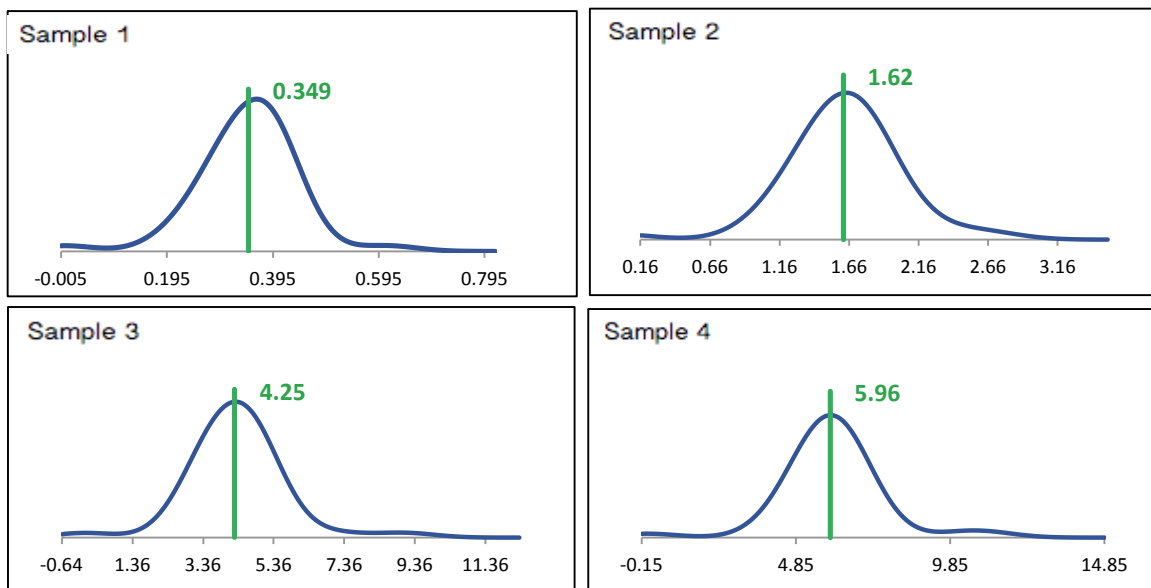 Sample 1
0.349
-0.005 0.195 0.395 0.595 0.795
Sample 2
1.62
0.16 0.66 1.16 1.66 2.16 2.66 3.16
Sample 3
4.25
-0.64 1.36 3.36 5.36 7.36 9.36 11.36
Sample 4
5.96
-0.15 4.85 9.85 14.85